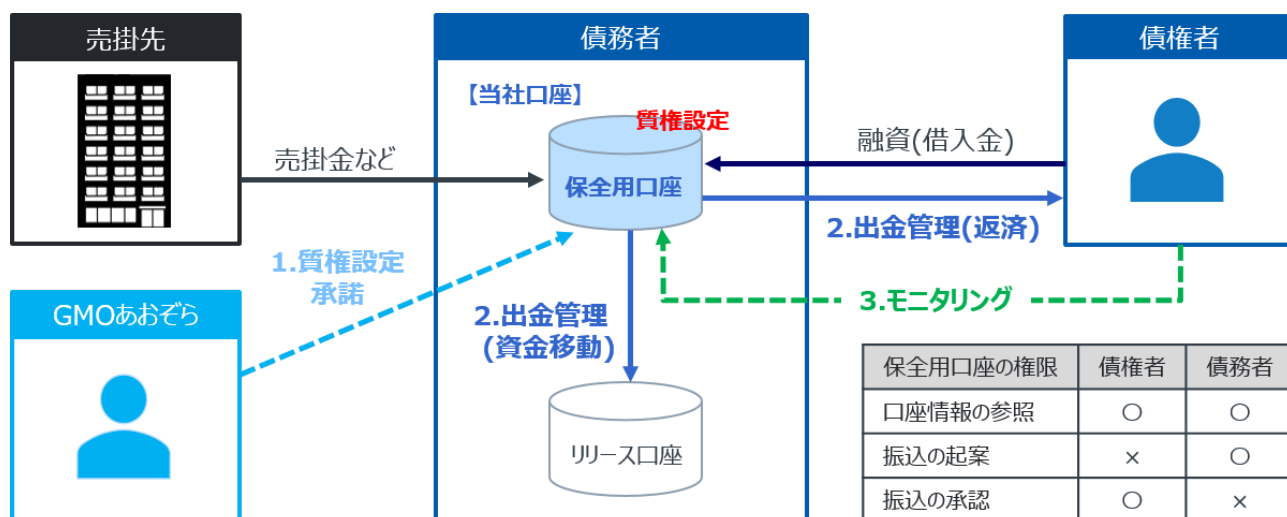 売掛先
債務者
債権者
【当社口座】
質権設定
保全用口座
売掛金など
融資(借入金)
2.出金管理(返済)
1.質権設定
承諾
3.モニタリング
GMOあおぞら
2.出金管理
(資金移動)
リリース口座
保全用口座の権限 債権者 債務者
口座情報の参照 〇 〇
振込の起案 × 〇
振込の承認 〇 ×